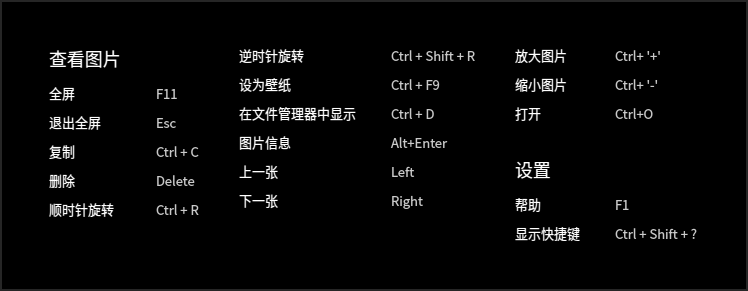 查看图片
全屏 F11
退出全屏 Esc
复制 Ctrl + C
删除 Delete
顺时针旋转 Ctrl + R
逆时针旋转 Ctrl + Shift + R
设为壁纸 Ctrl + F9
在文件管理器中显示 Ctrl + D
图片信息 Alt+Enter
上一张 Left
下一张 Right
放大图片 Ctrl+ '+'
缩小图片 Ctrl+ '-'
打开 Ctrl+O
设置
帮助 F1
显示快捷键 Ctrl + Shift + ?